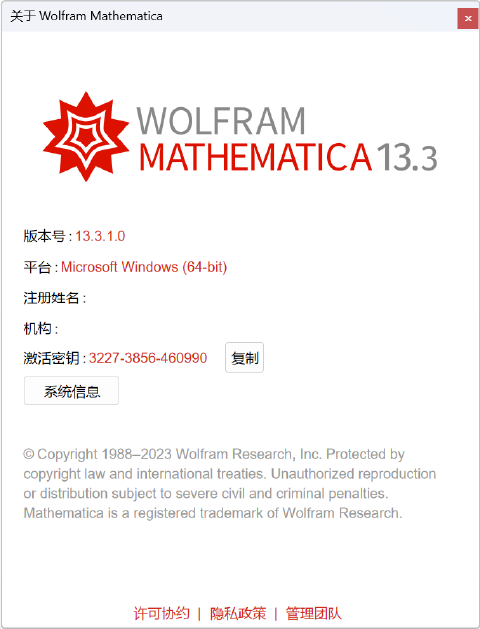 关于 Wolfram Mathematica
WOLFRAM
MATHEMATICA 13.3
版本号 : 13.3.1.0
平台 : Microsoft Windows (64-bit)
注册姓名 :
机构 :
激活密钥 : 3227-3856-460990 复制
系统信息
© Copyright 1988–2023 Wolfram Research, Inc. Protected by
copyright law and international treaties. Unauthorized reproduction
or distribution subject to severe civil and criminal penalties.
Mathematica is a registered trademark of Wolfram Research.
许可协约 | 隐私政策 | 管理团队